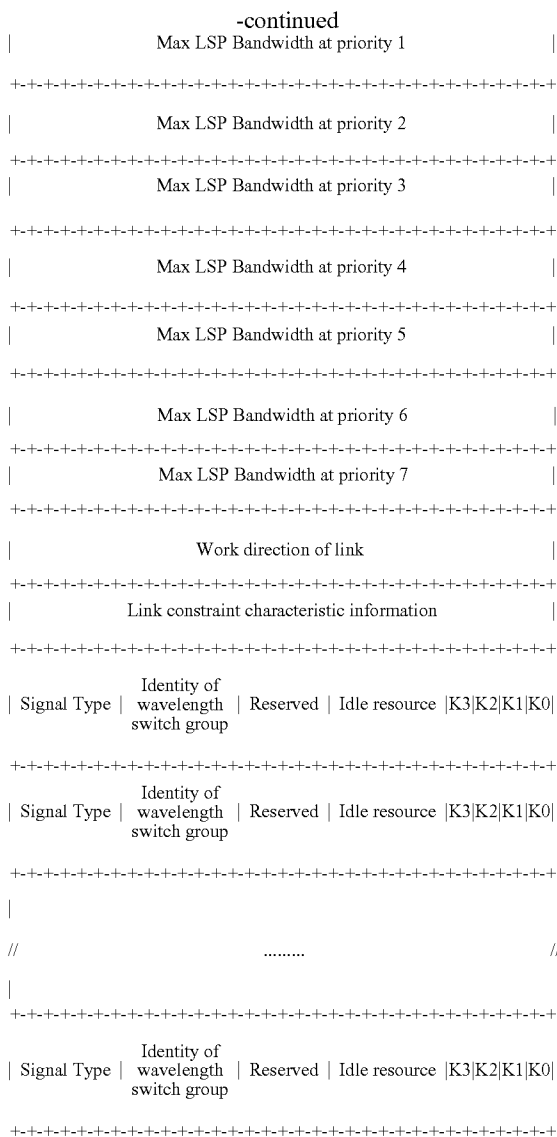 -continued
| Max LSP Bandwidth at priority 1 |
+-+-+-+-+-+-+-+-+-+-+-+-+-+-+-+-+-+-+-+-+-+-+-+-+-+-+-+-+-+-+-+-+
| Max LSP Bandwidth at priority 2 |
+-+-+-+-+-+-+-+-+-+-+-+-+-+-+-+-+-+-+-+-+-+-+-+-+-+-+-+-+-+-+-+-+
| Max LSP Bandwidth at priority 3 |
+-+-+-+-+-+-+-+-+-+-+-+-+-+-+-+-+-+-+-+-+-+-+-+-+-+-+-+-+-+-+-+-+
| Max LSP Bandwidth at priority 4 |
+-+-+-+-+-+-+-+-+-+-+-+-+-+-+-+-+-+-+-+-+-+-+-+-+-+-+-+-+-+-+-+-+
| Max LSP Bandwidth at priority 5 |
+-+-+-+-+-+-+-+-+-+-+-+-+-+-+-+-+-+-+-+-+-+-+-+-+-+-+-+-+-+-+-+-+
| Max LSP Bandwidth at priority 6 |
+-+-+-+-+-+-+-+-+-+-+-+-+-+-+-+-+-+-+-+-+-+-+-+-+-+-+-+-+-+-+-+-+
| Max LSP Bandwidth at priority 7 |
+-+-+-+-+-+-+-+-+-+-+-+-+-+-+-+-+-+-+-+-+-+-+-+-+-+-+-+-+-+-+-+-+
| Work direction of link |
+-+-+-+-+-+-+-+-+-+-+-+-+-+-+-+-+-+-+-+-+-+-+-+-+-+-+-+-+-+-+-+-+
| Link constraint characteristic information |
+-+-+-+-+-+-+-+-+-+-+-+-+-+-+-+-+-+-+-+-+-+-+-+-+-+-+-+-+-+-+-+-+
Identity of
| Signal Type | wavelength | Reserved | Idle resource |K3|K2|K1|K0|
switch group
+-+-+-+-+-+-+-+-+-+-+-+-+-+-+-+-+-+-+-+-+-+-+-+-+-+-+-+-+-+-+-+-+
Identity of
| Signal Type | wavelength | Reserved | Idle resource |K3|K2|K1|K0|
switch group
+-+-+-+-+-+-+-+-+-+-+-+-+-+-+-+-+-+-+-+-+-+-+-+-+-+-+-+-+-+-+-+-+
|
// ......... //
|
+-+-+-+-+-+-+-+-+-+-+-+-+-+-+-+-+-+-+-+-+-+-+-+-+-+-+-+-+-+-+-+-+
Identity of
| Signal Type | wavelength | Reserved | Idle resource |K3|K2|K1|K0|
switch group
+-+-+-+-+-+-+-+-+-+-+-+-+-+-+-+-+-+-+-+-+-+-+-+-+-+-+-+-+-+-+-+-+